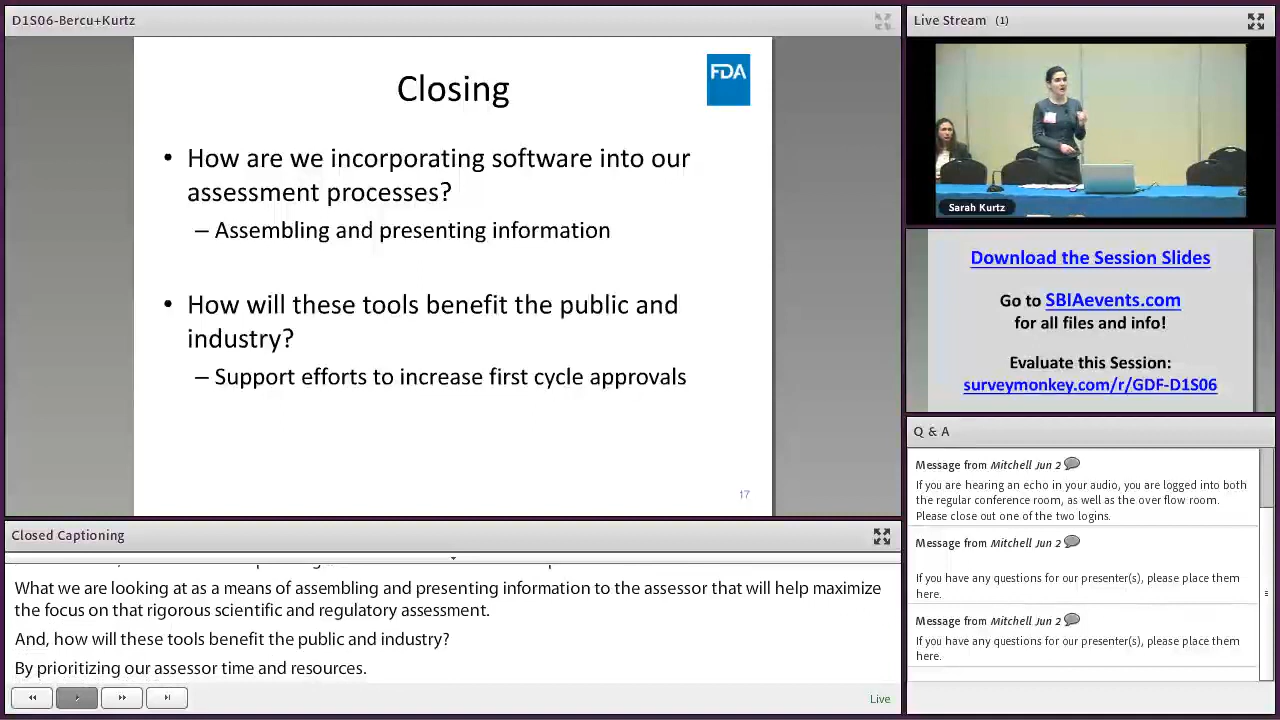 D1S06-Bercu+Kurtz
FDA
Closing
• How are we incorporating software into our
assessment processes?
– Assembling and presenting information
• How will these tools benefit the public and
industry?
– Support efforts to increase first cycle approvals
17
Closed Captioning
What we are looking at as a means of assembling and presenting information to the assessor that will help maximize
the focus on that rigorous scientific and regulatory assessment.
And, how will these tools benefit the public and industry?
By prioritizing our assessor time and resources.
Live
Live Stream (1)
Sarah Kurtz
Download the Session Slides
Go to SBIAevents.com
for all files and info!
Evaluate this Session:
surveymonkey.com/r/GDF-D1S06
Q & A
Message from Mitchell Jun 2
If you are hearing an echo in your audio, you are logged into both
the regular conference room, as well as the over flow room.
Please close out one of the two logins.
Message from Mitchell Jun 2
If you have any questions for our presenter(s), please place them
here.
Message from Mitchell Jun 2
If you have any questions for our presenter(s), please place them
here.